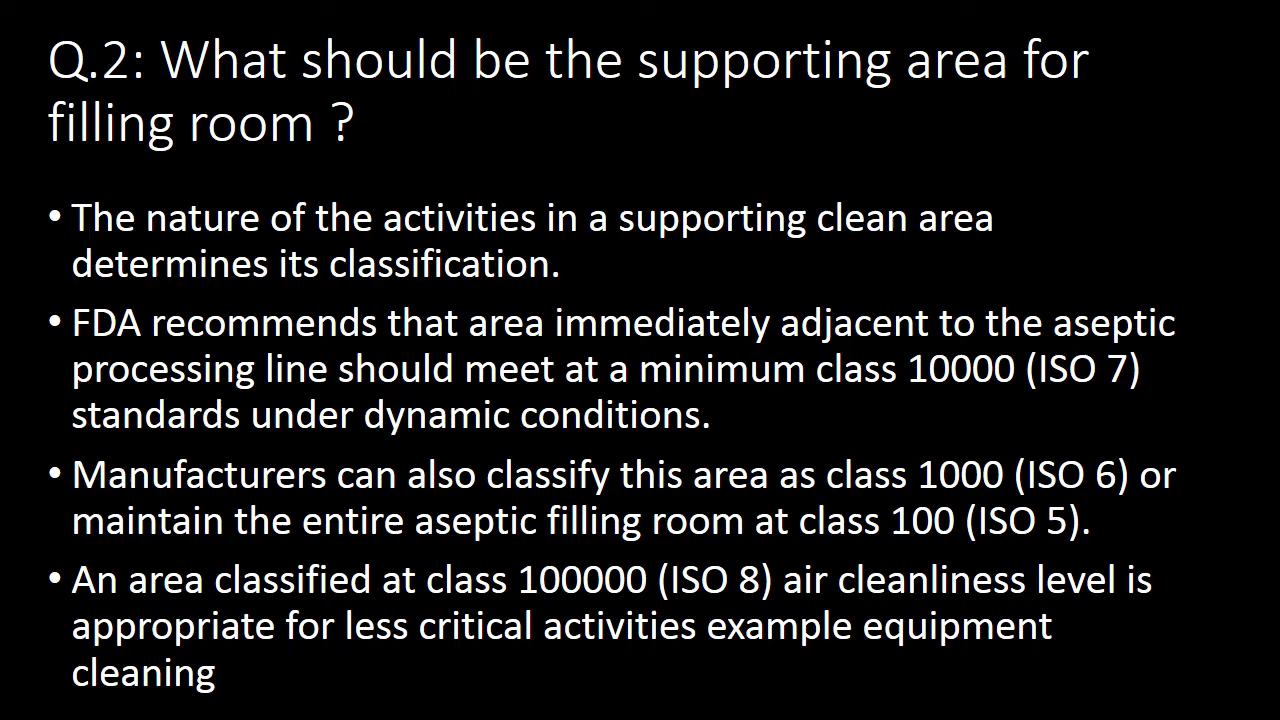 Q.2: What should be the supporting area for
filling room ?
• The nature of the activities in a supporting clean area
determines its classification.
• FDA recommends that area immediately adjacent to the aseptic
processing line should meet at a minimum class 10000 (ISO 7)
standards under dynamic conditions.
• Manufacturers can also classify this area as class 1000 (ISO 6) or
maintain the entire aseptic filling room at class 100 (ISO 5).
• An area classified at class 100000 (ISO 8) air cleanliness level is
appropriate for less critical activities example equipment
cleaning